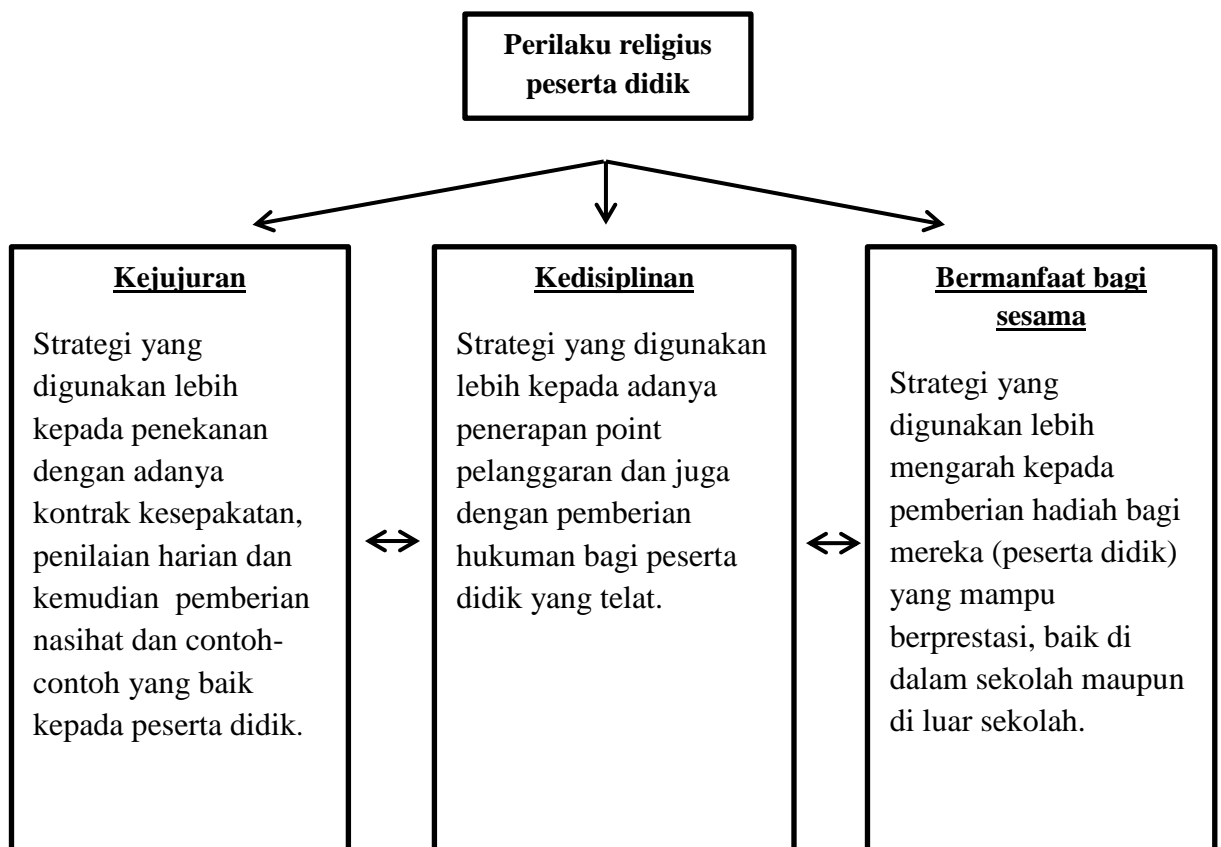 Perilaku religius
peserta didik
Kejujuran
Strategi yang
digunakan lebih
kepada penekanan
dengan adanya
kontrak kesepakatan,
penilaian harian dan
kemudian pemberian
nasihat dan contoh-
contoh yang baik
kepada peserta didik.
Kedisiplinan
Strategi yang digunakan
lebih kepada adanya
penerapan point
pelanggaran dan juga
dengan pemberian
hukuman bagi peserta
didik yang telat.
Bermanfaat bagi
sesama
Strategi yang
digunakan lebih
mengarah kepada
pemberian hadiah bagi
mereka (peserta didik)
yang mampu
berprestasi, baik di
dalam sekolah maupun
di luar sekolah.